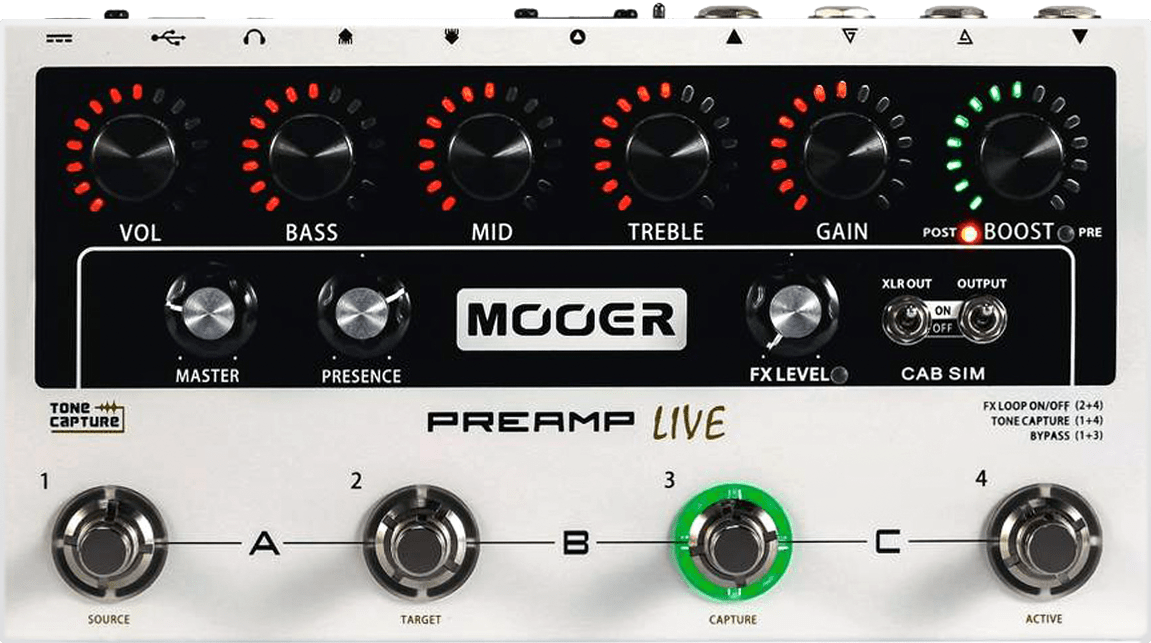 VOL BASS MID TREBLE GAIN POST BOOST PRE
XLR OUT OUTPUT
ON
OFF
MOOER
MASTER PRESENCE FX LEVEL CAB SIM
TONE
CAPTURE
PREAMP LIVE
FX LOOP ON/OFF (2+4)
TONE CAPTURE (1+4)
BYPASS (1+3)
1 2 3 4
A B C
SOURCE TARGET CAPTURE ACTIVE